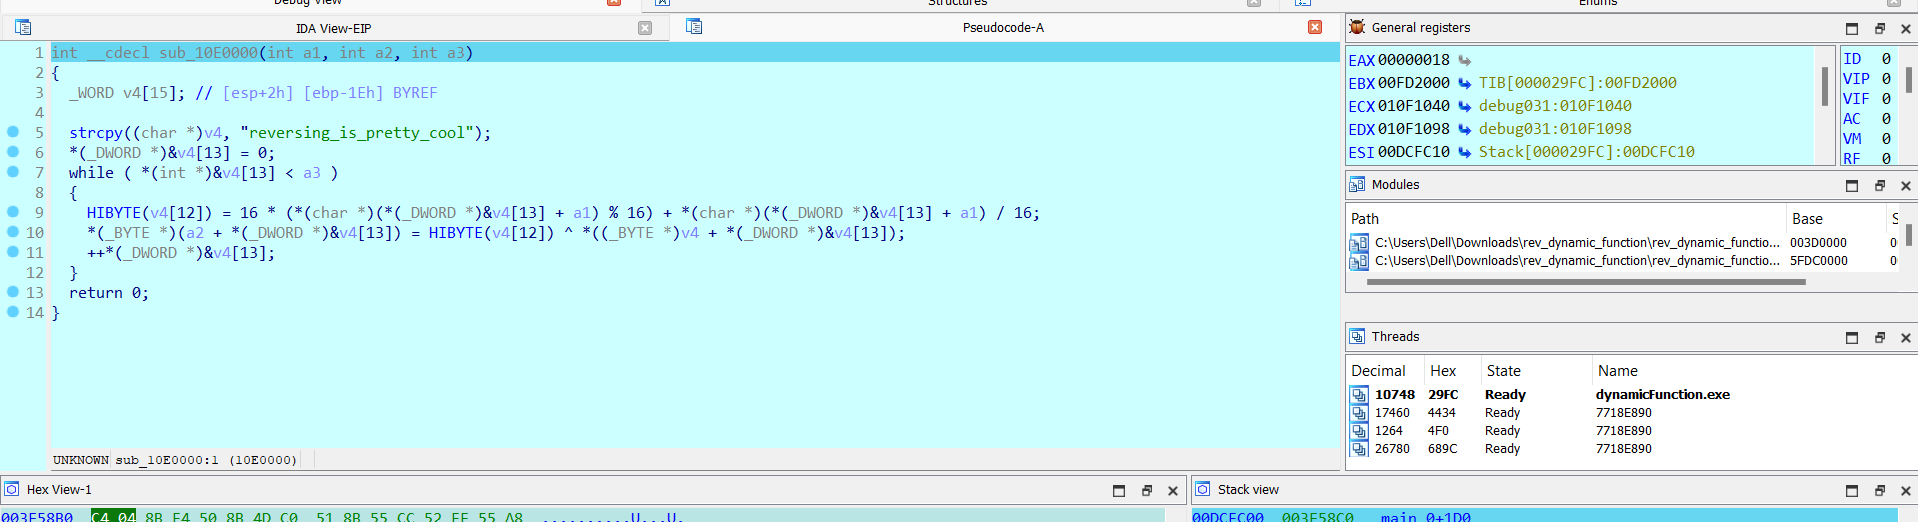 Debug View
Structures
Enums
IDA View-EIP
Pseudocode-A
General registers
1 int __cdecl sub_10E0000(int a1, int a2, int a3)
2 {
3 _WORD v4[15]; // [esp+2h] [ebp-1Eh] BYREF
4
5 strcpy((char *)v4, "reversing_is_pretty_cool");
6 *(_DWORD *)&v4[13] = 0;
7 while ( *(int *)&v4[13] < a3 )
8 {
9 HIBYTE(v4[12]) = 16 * (*(char *)(*(_DWORD *)&v4[13] + a1) % 16) + *(char *)(*(_DWORD *)&v4[13] + a1) / 16;
10 *(_BYTE *)(a2 + *(_DWORD *)&v4[13]) = HIBYTE(v4[12]) ^ *((_BYTE *)v4 + *(_DWORD *)&v4[13]);
11 ++*(_DWORD *)&v4[13];
12 }
13 return 0;
14 }
UNKNOWN sub_10E0000:1 (10E0000)
EAX 00000018
EBX 00FD2000 TIB[000029FC]:00FD2000
ECX 010F1040 debug031:010F1040
EDX 010F1098 debug031:010F1098
ESI 00DCFC10 Stack[000029FC]:00DCFC10
ID 0
VIP 0
VIF 0
AC 0
VM 0
RF 0
Modules
Path Base S
C:\Users\Dell\Downloads\rev_dynamic_function\rev_dynamic_functio... 003D0000 0
C:\Users\Dell\Downloads\rev_dynamic_function\rev_dynamic_functio... 5FDC0000 0
Threads
Decimal Hex State Name
10748 29FC Ready dynamicFunction.exe
17460 4434 Ready 7718E890
1264 4F0 Ready 7718E890
26780 689C Ready 7718E890
Hex View-1
Stack view
003E58B0 C4 04 8B F4 50 8B 4D C0 51 8B 55 CC 52 FF 55 A8 ..........U...U.
00DCFC00 003E58C0 main_0+1D0